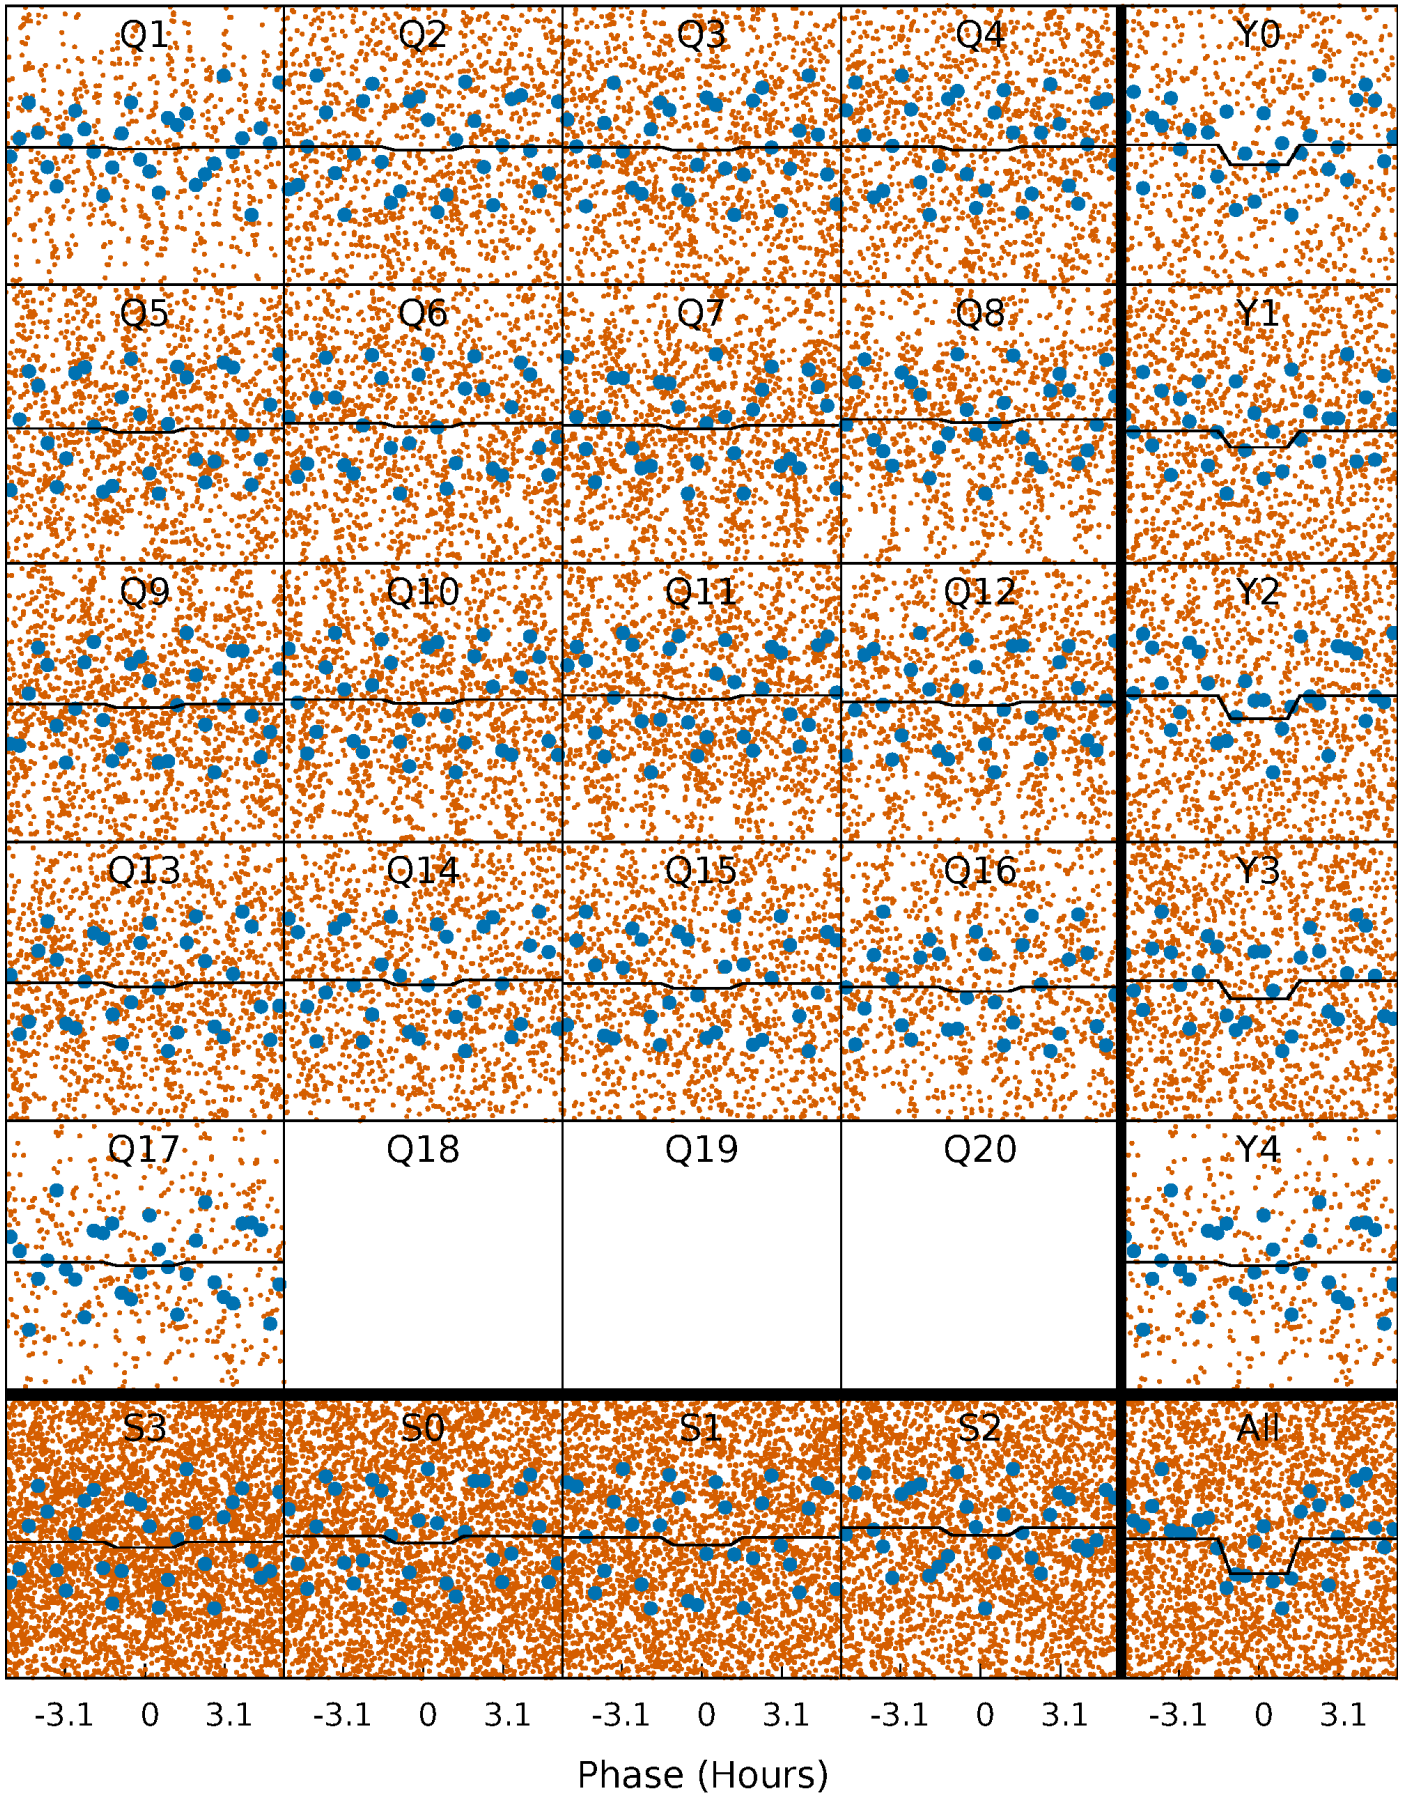 Q1 Q2 Q3 Q4 Y0
Q5 Q6 Q7 Q8 Y1
Q9 Q10 Q11 Q12 Y2
Q13 Q14 Q15 Q16 Y3
Q17 Q18 Q19 Q20 Y4
S3 S0 S1 S2 All
-3.1 0 3.1 -3.1 0 3.1 -3.1 0 3.1 -3.1 0 3.1 -3.1 0 3.1
Phase (Hours)